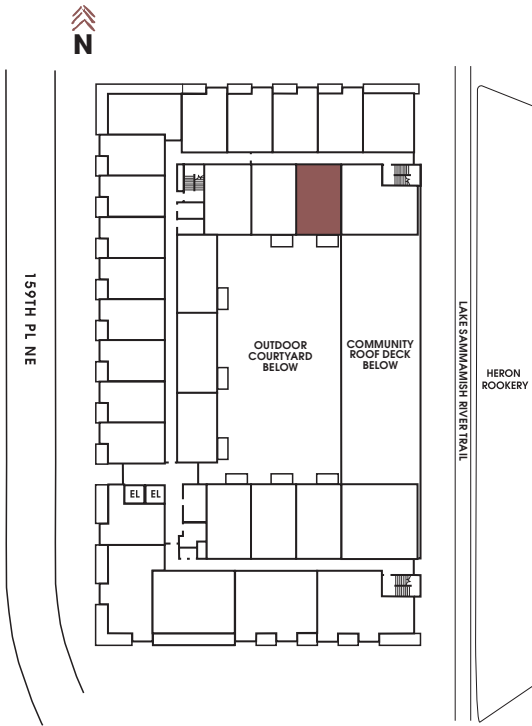 N
159TH PL NE
OUTDOOR
COURTYARD
BELOW
COMMUNITY
ROOF DECK
BELOW
LAKE SAMMAMISH RIVER TRAIL
HERON
ROOKERY
EL
EL